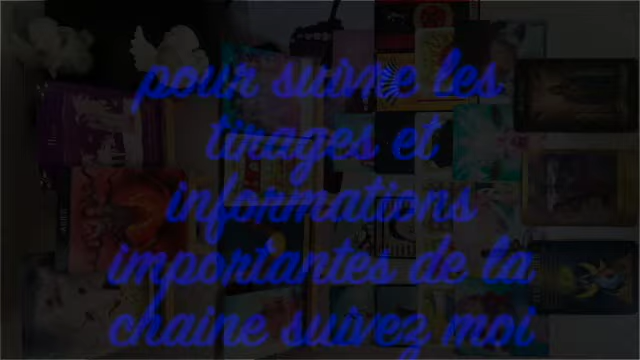 pour suivre les
tirages et
informations
importantes de la
chaine suivez moi